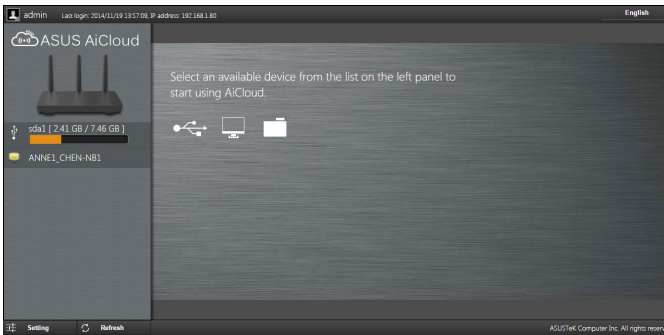 admin Last login: 2014/11/19 13:57:09, IP address: 192.168.1.80 English
ASUS AiCloud
Select an available device from the list on the left panel to
start using AiCloud.
sda1 [ 2.41 GB / 7.46 GB ]
ANNE1_CHEN-NB1
Setting Refresh ASUSTeK Computer Inc. All rights reser